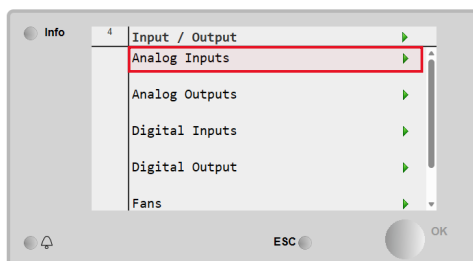 Info
4 Input / Output
Analog Inputs
Analog Outputs
Digital Inputs
Digital Output
Fans
ESC
OK